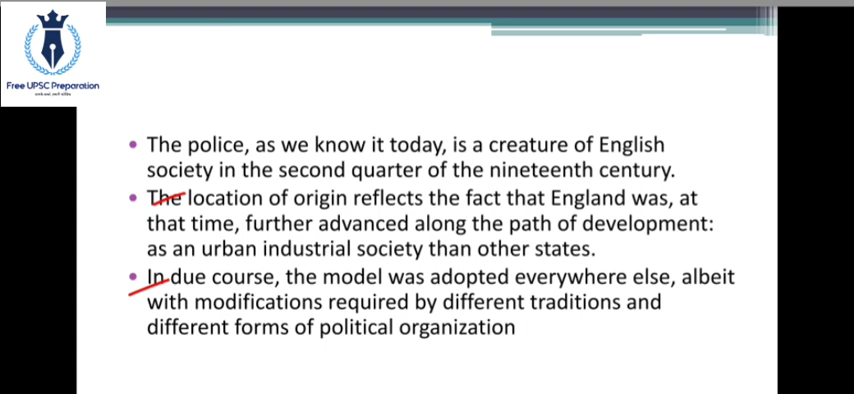 Free UPSC Preparation
• The police, as we know it today, is a creature of English
society in the second quarter of the nineteenth century.
• The location of origin reflects the fact that England was, at
that time, further advanced along the path of development:
as an urban industrial society than other states.
• In due course, the model was adopted everywhere else, albeit
with modifications required by different traditions and
different forms of political organization